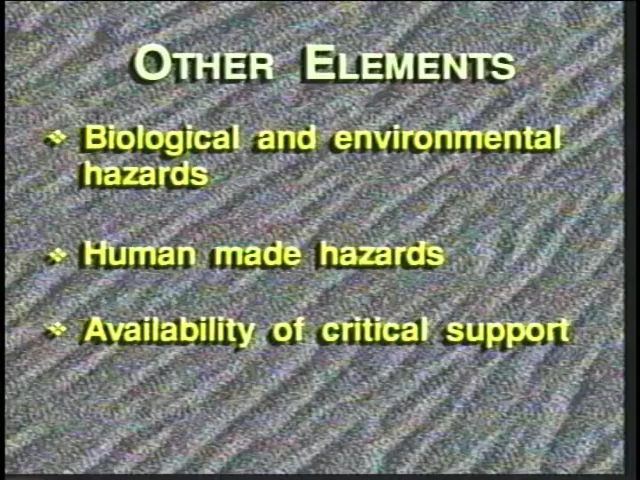 OTHER ELEMENTS
❖ Biological and environmental
hazards
❖ Human made hazards
❖ Availability of critical support